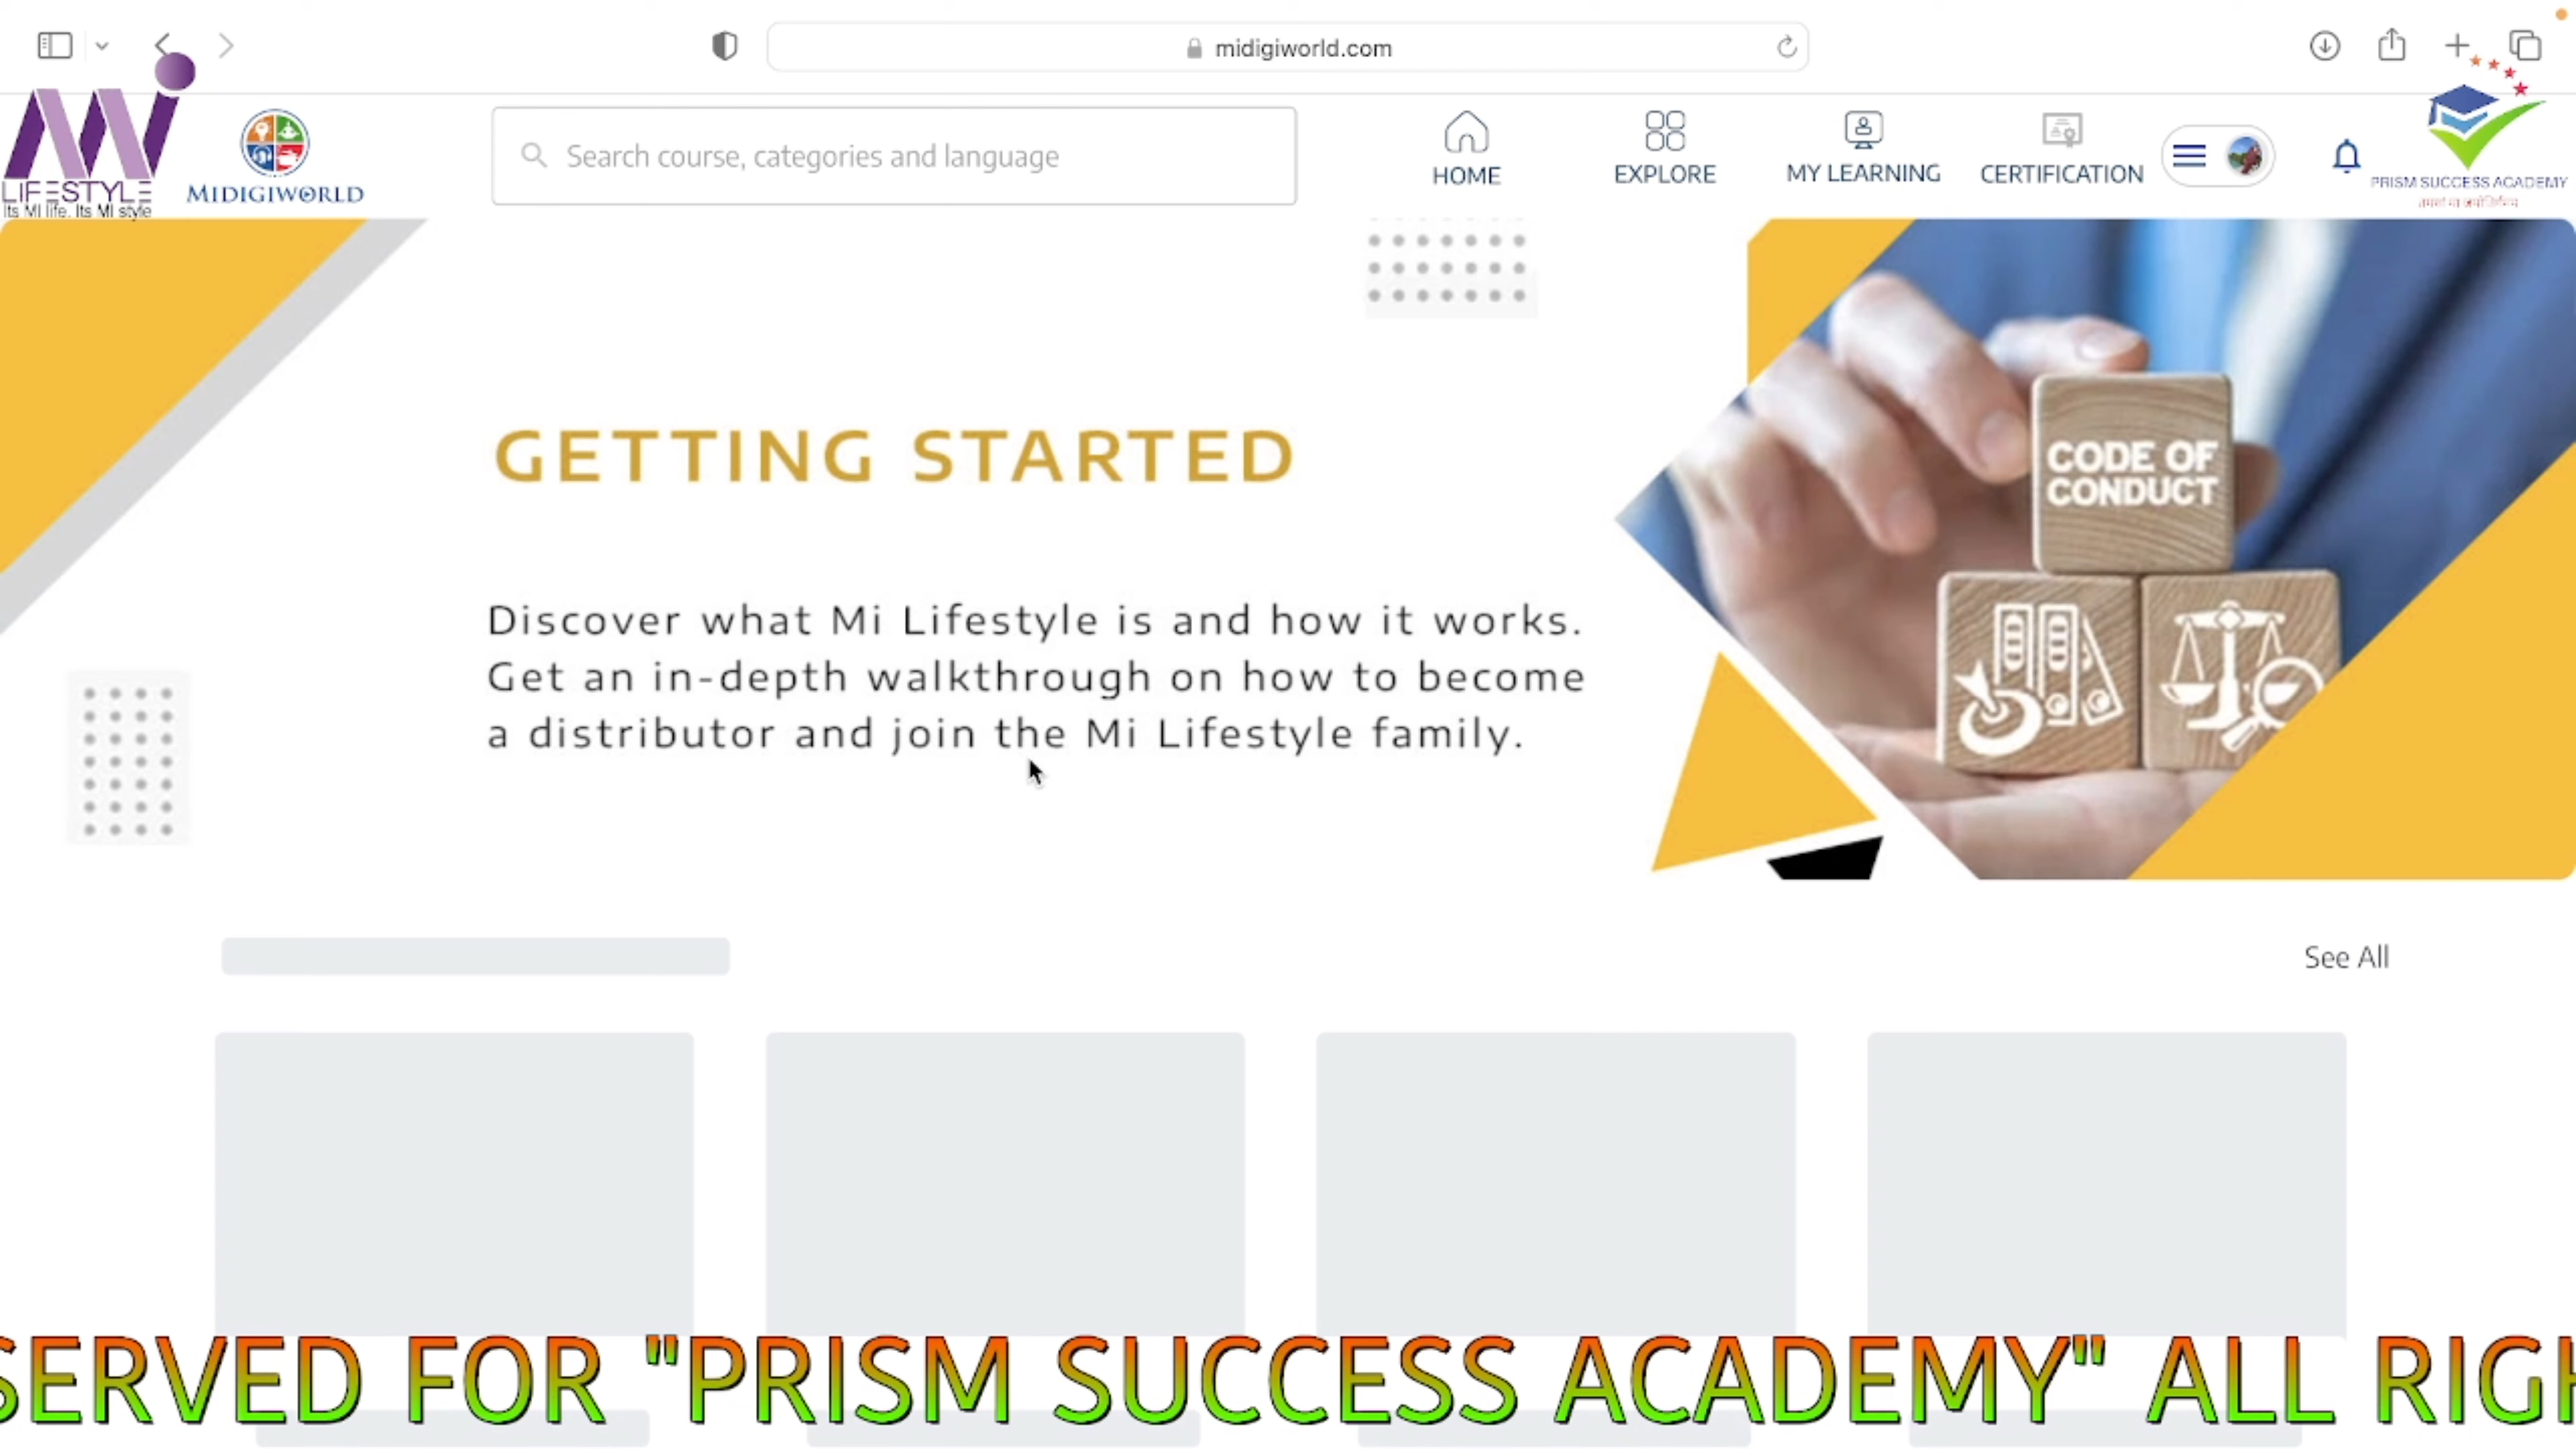 midigiworld.com
LIFESTYLE
Its MI life. Its MI style
MIDIGIWORLD
Search course, categories and language
HOME
EXPLORE
MY LEARNING
CERTIFICATION
PRISM SUCCESS ACADEMY
GETTING STARTED
Discover what Mi Lifestyle is and how it works.
Get an in-depth walkthrough on how to become
a distributor and join the Mi Lifestyle family.
CODE OF
CONDUCT
See All
SERVED FOR "PRISM SUCCESS ACADEMY" ALL RIGH